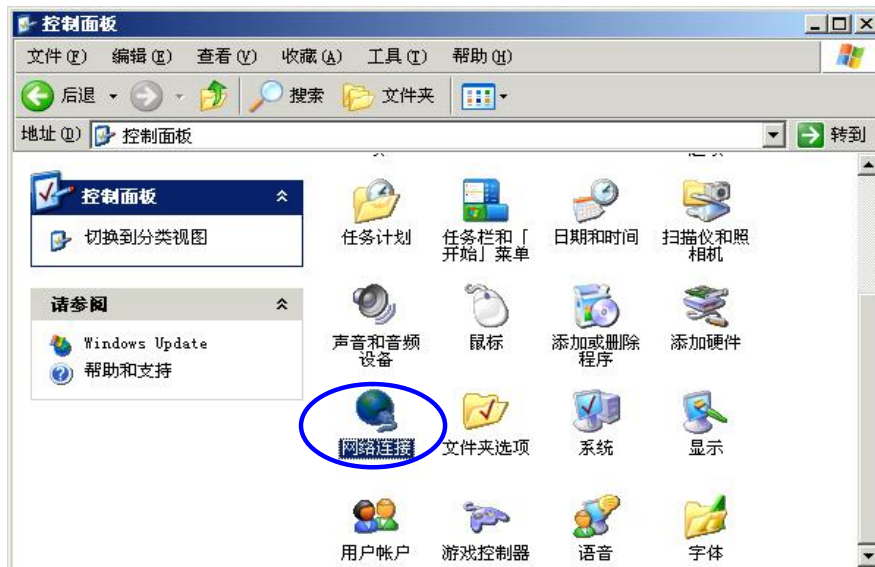 控制面板
文件(F) 编辑(E) 查看(V) 收藏(A) 工具(T) 帮助(H)
后退 搜索 文件夹
地址(D) 控制面板 转到
控制面板
切换到分类视图
请参阅
Windows Update
帮助和支持
任务计划
任务栏和「
开始」菜单
日期和时间
扫描仪和照
相机
声音和音频
设备
鼠标
添加或删除
程序
添加硬件
网络连接
文件夹选项
系统
显示
用户帐户
游戏控制器
语音
字体